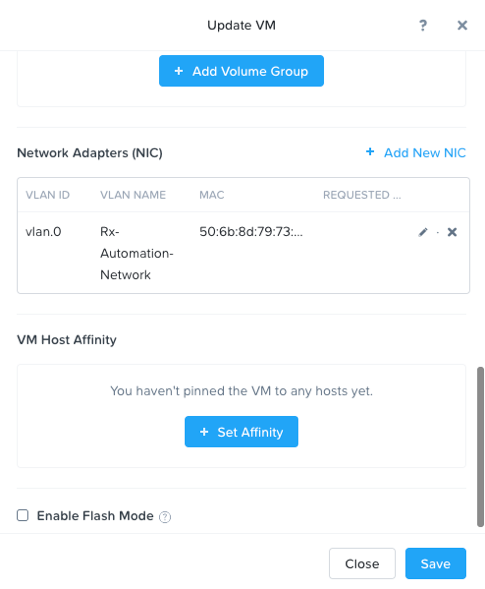 Update VM ? ×
+ Add Volume Group
Network Adapters (NIC) + Add New NIC
VLAN ID VLAN NAME MAC REQUESTED ...
vlan.0 Rx- 50:6b:8d:79:73:...
Automation-
Network
VM Host Affinity
You haven't pinned the VM to any hosts yet.
+ Set Affinity
Enable Flash Mode ?
Close Save